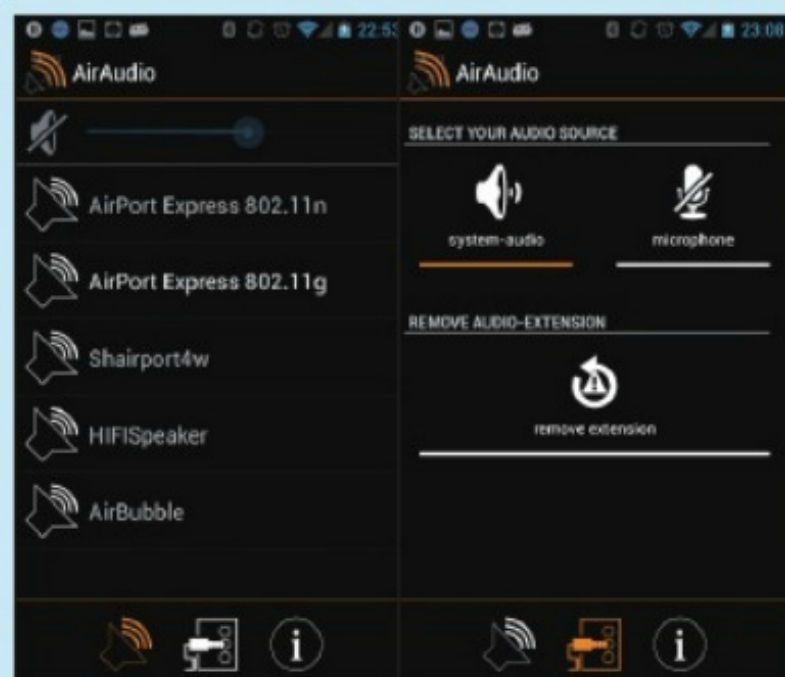 22:53
AirAudio
AirPort Express 802.11n
AirPort Express 802.11g
Shairport4w
HIFISpeaker
AirBubble
23:08
AirAudio
SELECT YOUR AUDIO SOURCE
system-audio
microphone
REMOVE AUDIO-EXTENSION
remove extension